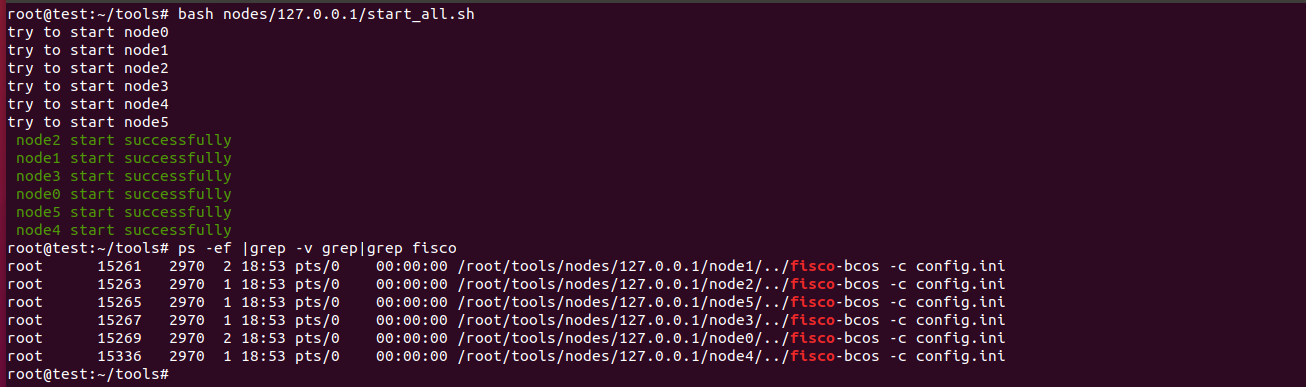 root@test:~/tools# bash nodes/127.0.0.1/start_all.sh
try to start node0
try to start node1
try to start node2
try to start node3
try to start node4
try to start node5
 node2 start successfully
 node1 start successfully
 node3 start successfully
 node0 start successfully
 node5 start successfully
 node4 start successfully
root@test:~/tools# ps -ef |grep -v grep|grep fisco
root      15261   2970  2 18:53 pts/0    00:00:00 /root/tools/nodes/127.0.0.1/node1/../fisco-bcos -c config.ini
root      15263   2970  1 18:53 pts/0    00:00:00 /root/tools/nodes/127.0.0.1/node2/../fisco-bcos -c config.ini
root      15265   2970  1 18:53 pts/0    00:00:00 /root/tools/nodes/127.0.0.1/node5/../fisco-bcos -c config.ini
root      15267   2970  1 18:53 pts/0    00:00:00 /root/tools/nodes/127.0.0.1/node3/../fisco-bcos -c config.ini
root      15269   2970  2 18:53 pts/0    00:00:00 /root/tools/nodes/127.0.0.1/node0/../fisco-bcos -c config.ini
root      15336   2970  1 18:53 pts/0    00:00:00 /root/tools/nodes/127.0.0.1/node4/../fisco-bcos -c config.ini
root@test:~/tools#